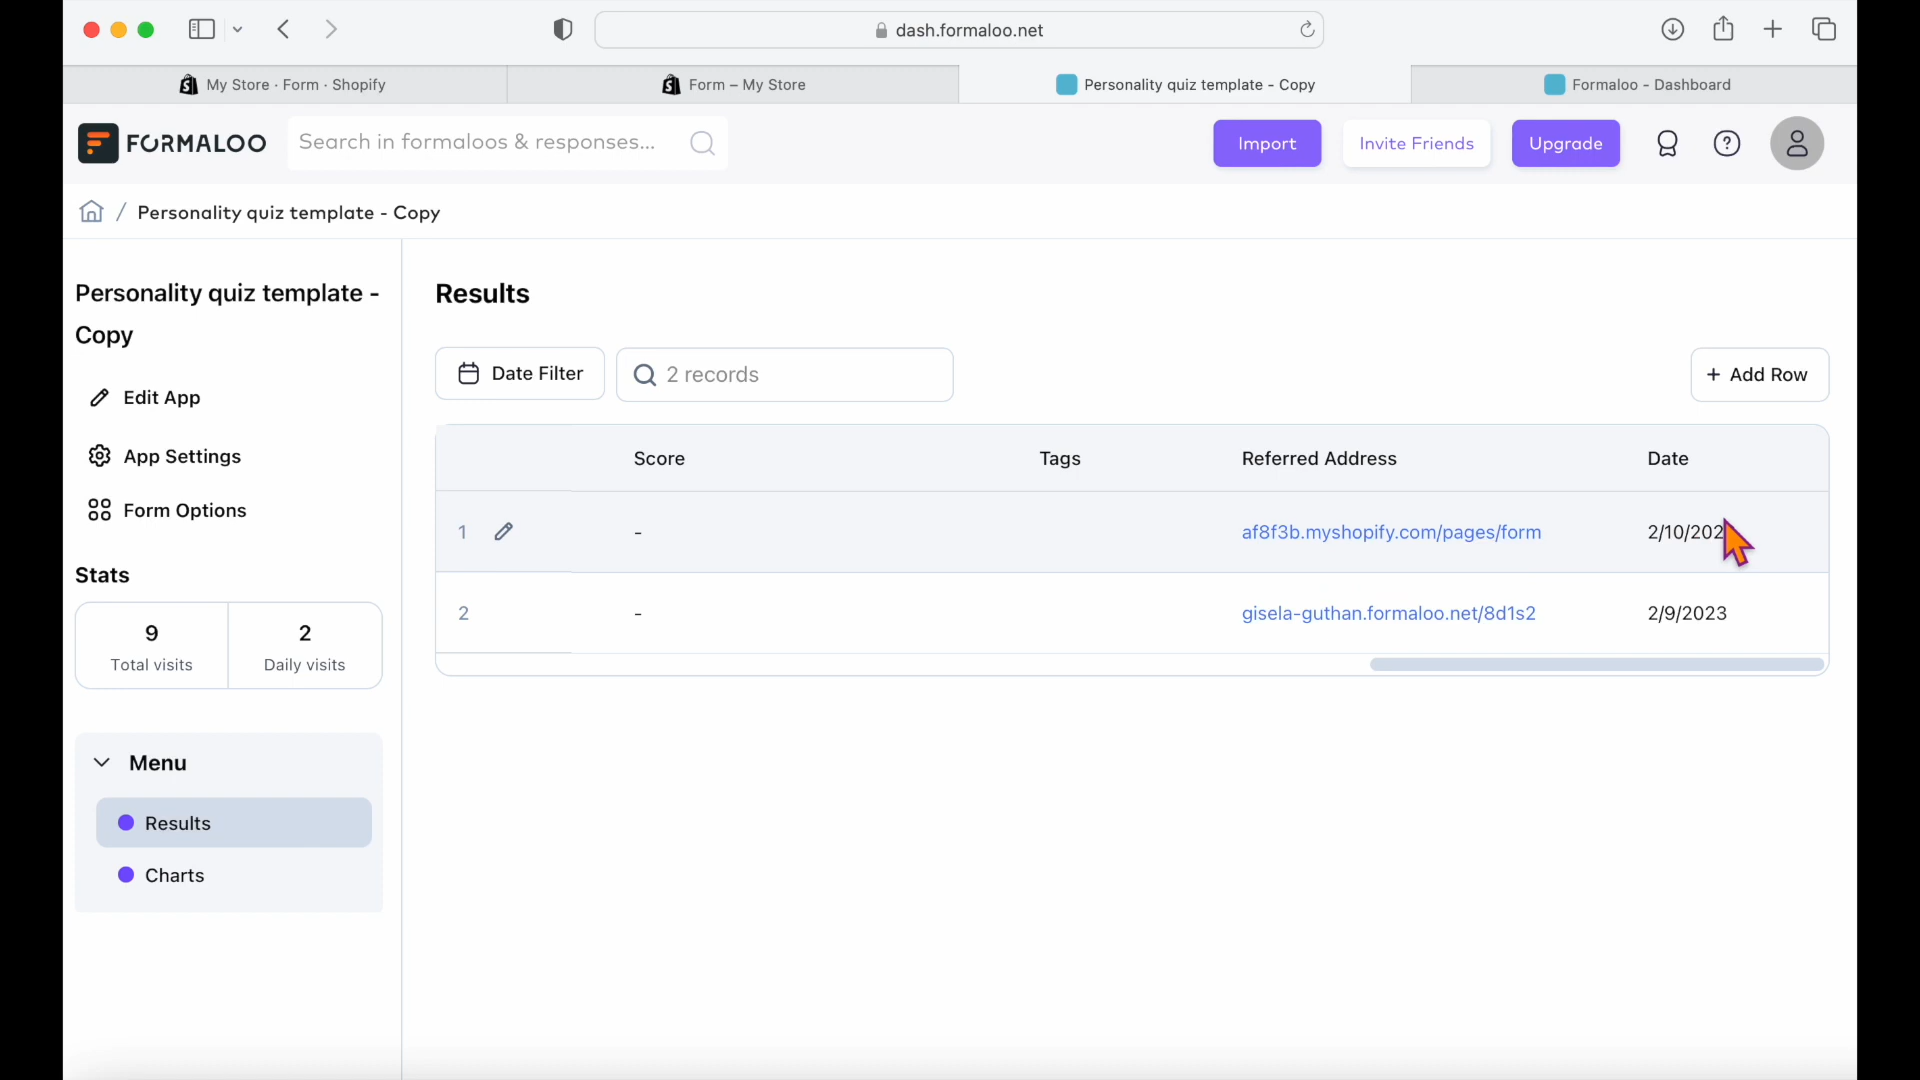 dash.formaloo.net
My Store · Form · Shopify
Form – My Store
Personality quiz template - Copy
Formaloo - Dashboard
FORMALOO
Search in formaloos & responses...
Import
Invite Friends
Upgrade
/ Personality quiz template - Copy
Personality quiz template -
Copy
Edit App
App Settings
Form Options
Stats
9
Total visits
2
Daily visits
Menu
Results
Charts
Results
Date Filter
2 records
+ Add Row
Score Tags Referred Address Date
1 - af8f3b.myshopify.com/pages/form 2/10/202
2 - gisela-guthan.formaloo.net/8d1s2 2/9/2023